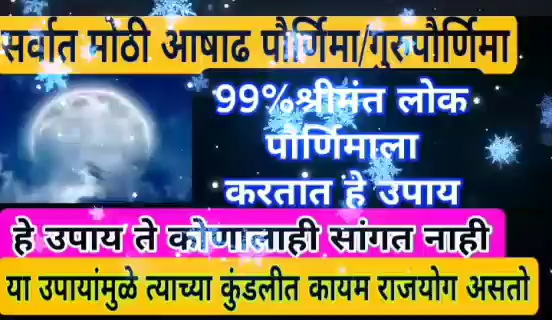 सर्वात मोठी आषाढ पौर्णिमा/गुरुपौर्णिमा
99%श्रीमंत लोक
पौर्णिमाला
करतात हे उपाय
हे उपाय ते कोणालाही सांगत नाही
या उपायांमुळे त्याच्या कुंडलीत कायम राजयोग असतो